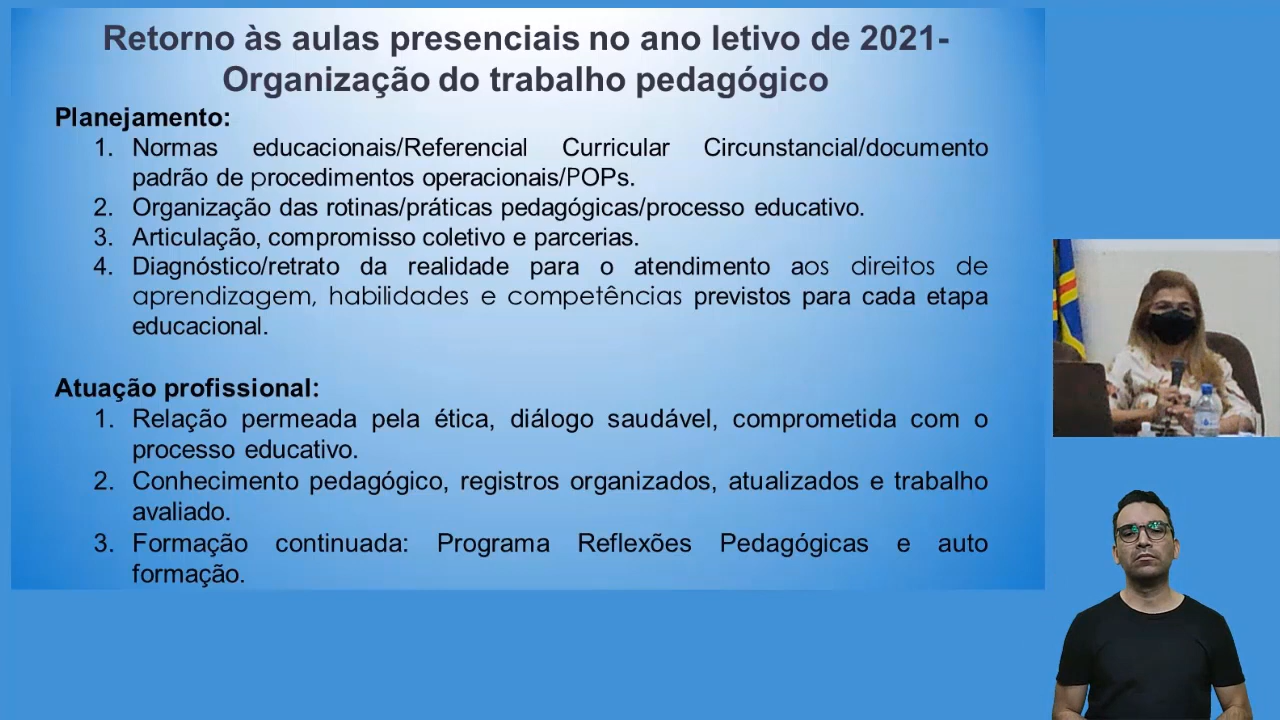 Retorno às aulas presenciais no ano letivo de 2021-
Organização do trabalho pedagógico
Planejamento:
1. Normas educacionais/Referencial Curricular Circunstancial/documento
padrão de procedimentos operacionais/POPs.
2. Organização das rotinas/práticas pedagógicas/processo educativo.
3. Articulação, compromisso coletivo e parcerias.
4. Diagnóstico/retrato da realidade para o atendimento aos direitos de
aprendizagem, habilidades e competências previstos para cada etapa
educacional.
Atuação profissional:
1. Relação permeada pela ética, diálogo saudável, comprometida com o
processo educativo.
2. Conhecimento pedagógico, registros organizados, atualizados e trabalho
avaliado.
3. Formação continuada: Programa Reflexões Pedagógicas e auto
formação.